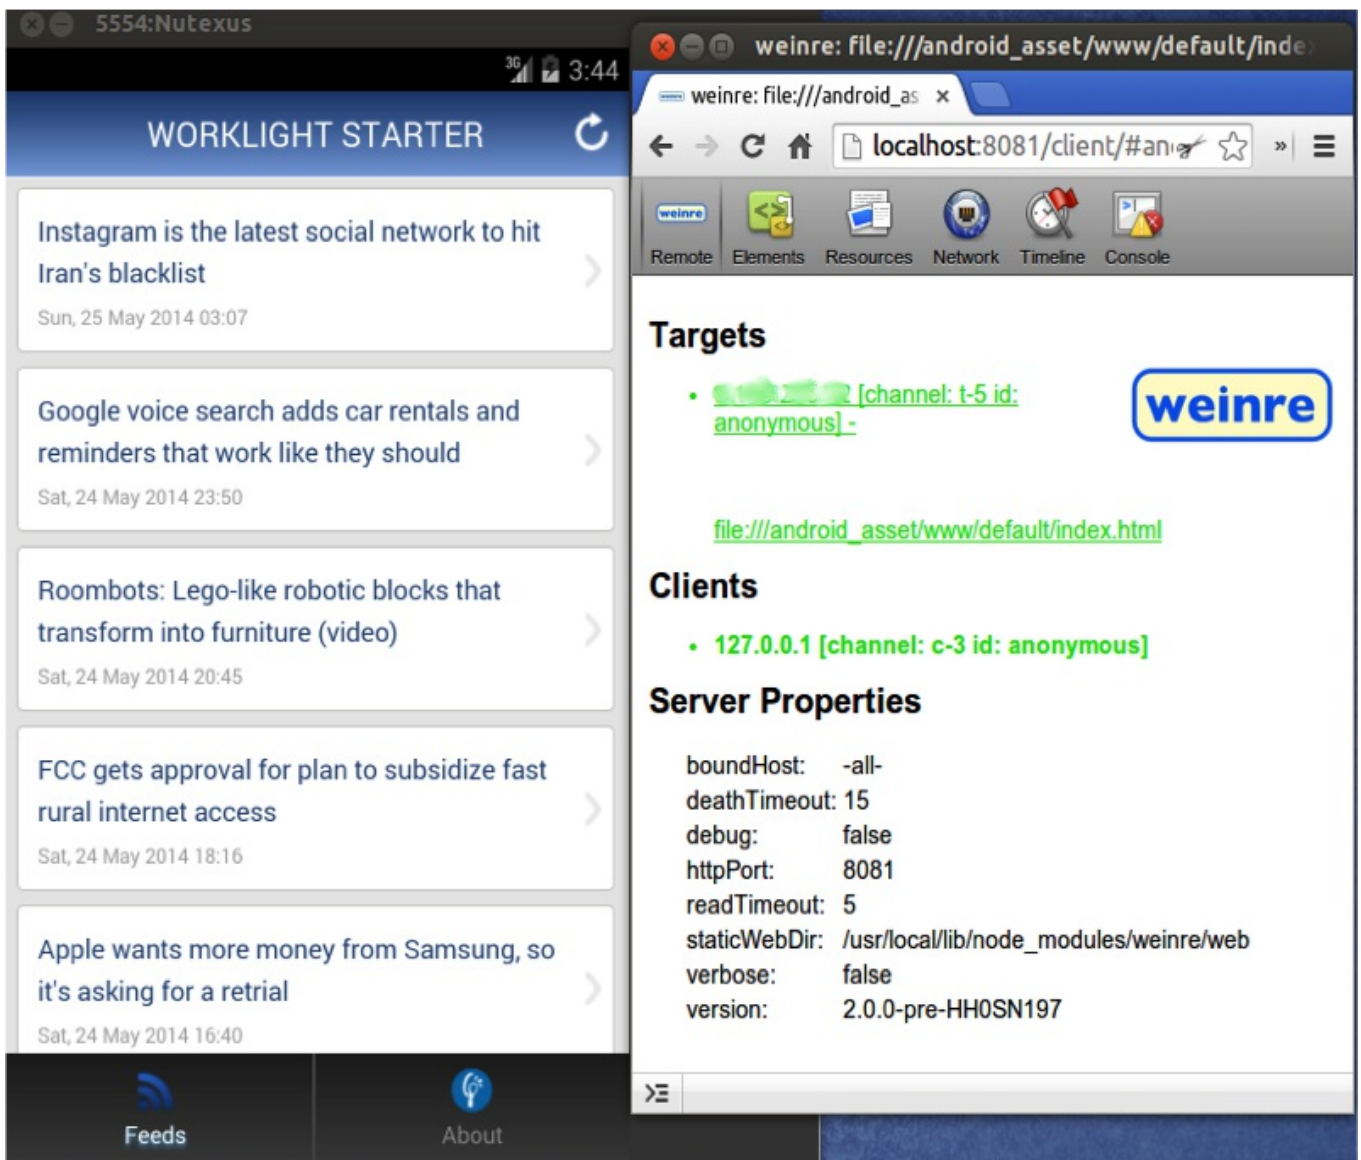 5554:Nutexus
3G 3:44
WORKLIGHT STARTER
Instagram is the latest social network to hit
Iran's blacklist
Sun, 25 May 2014 03:07
Google voice search adds car rentals and
reminders that work like they should
Sat, 24 May 2014 23:50
Roombots: Lego-like robotic blocks that
transform into furniture (video)
Sat, 24 May 2014 20:45
FCC gets approval for plan to subsidize fast
rural internet access
Sat, 24 May 2014 18:16
Apple wants more money from Samsung, so
it's asking for a retrial
Sat, 24 May 2014 16:40
Feeds
About
weinre: file:///android_asset/www/default/inde
weinre: file:///android_as
localhost:8081/client/#an
weinre
Remote Elements Resources Network Timeline Console
Targets
[channel: t-5 id:
anonymous] -
weinre
file:///android_asset/www/default/index.html
Clients
127.0.0.1 [channel: c-3 id: anonymous]
Server Properties
boundHost: -all-
deathTimeout: 15
debug: false
httpPort: 8081
readTimeout: 5
staticWebDir: /usr/local/lib/node_modules/weinre/web
verbose: false
version: 2.0.0-pre-HH0SN197